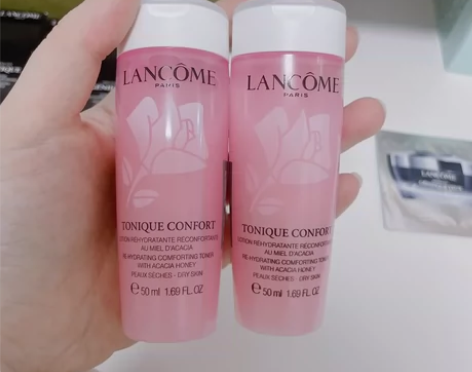 LANCÔME
PARIS
TONIQUE CONFORT
LOTION RÉHYDRATANTE RÉCONFORTANTE
AU MIEL D'ACACIA
RE-HYDRATING COMFORTING TONER
WITH ACACIA HONEY
PEAUX SÈCHES - DRY SKIN
℮ 50 ml 1.69 FL.OZ
LANCÔME
PARIS
TONIQUE CONFORT
LOTION RÉHYDRATANTE RÉCONFORTANTE
AU MIEL D'ACACIA
RE-HYDRATING COMFORTING TONER
WITH ACACIA HONEY
PEAUX SÈCHES - DRY SKIN
℮ 50 ml 1.69 FL.OZ
LANCÔME